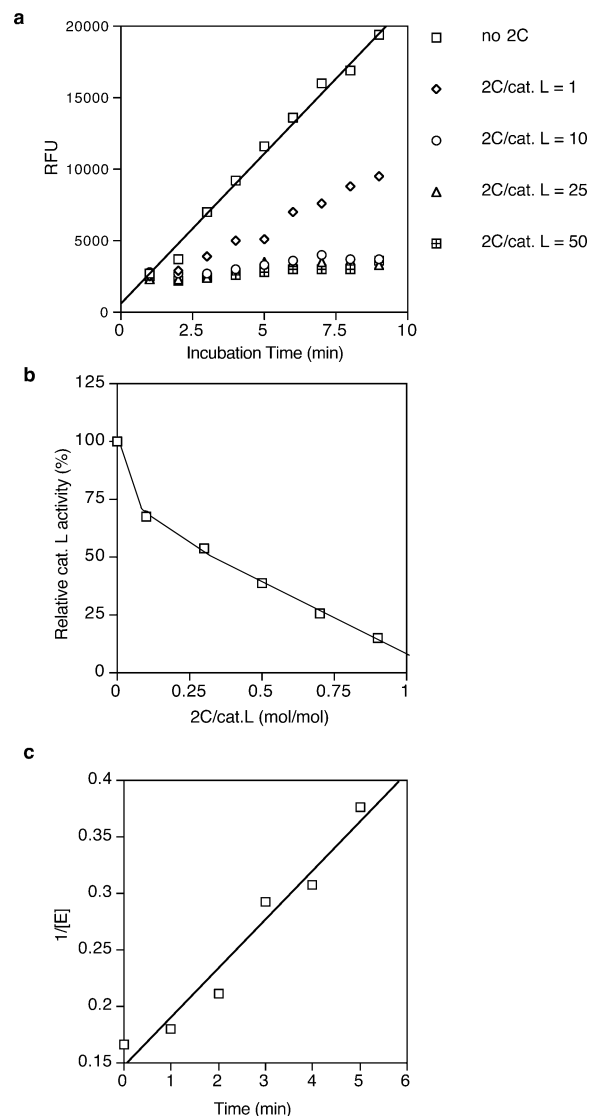 a
20000
15000
10000
5000
0
RFU
0 2.5 5 7.5 10
Incubation Time (min)
no 2C
2C/cat. L = 1
2C/cat. L = 10
2C/cat. L = 25
2C/cat. L = 50
b
125
100
75
50
25
0
Relative cat. L activity (%)
0 0.25 0.5 0.75 1
2C/cat.L (mol/mol)
c
0.4
0.35
0.3
0.25
0.2
0.15
1/[E]
0 1 2 3 4 5 6
Time (min)